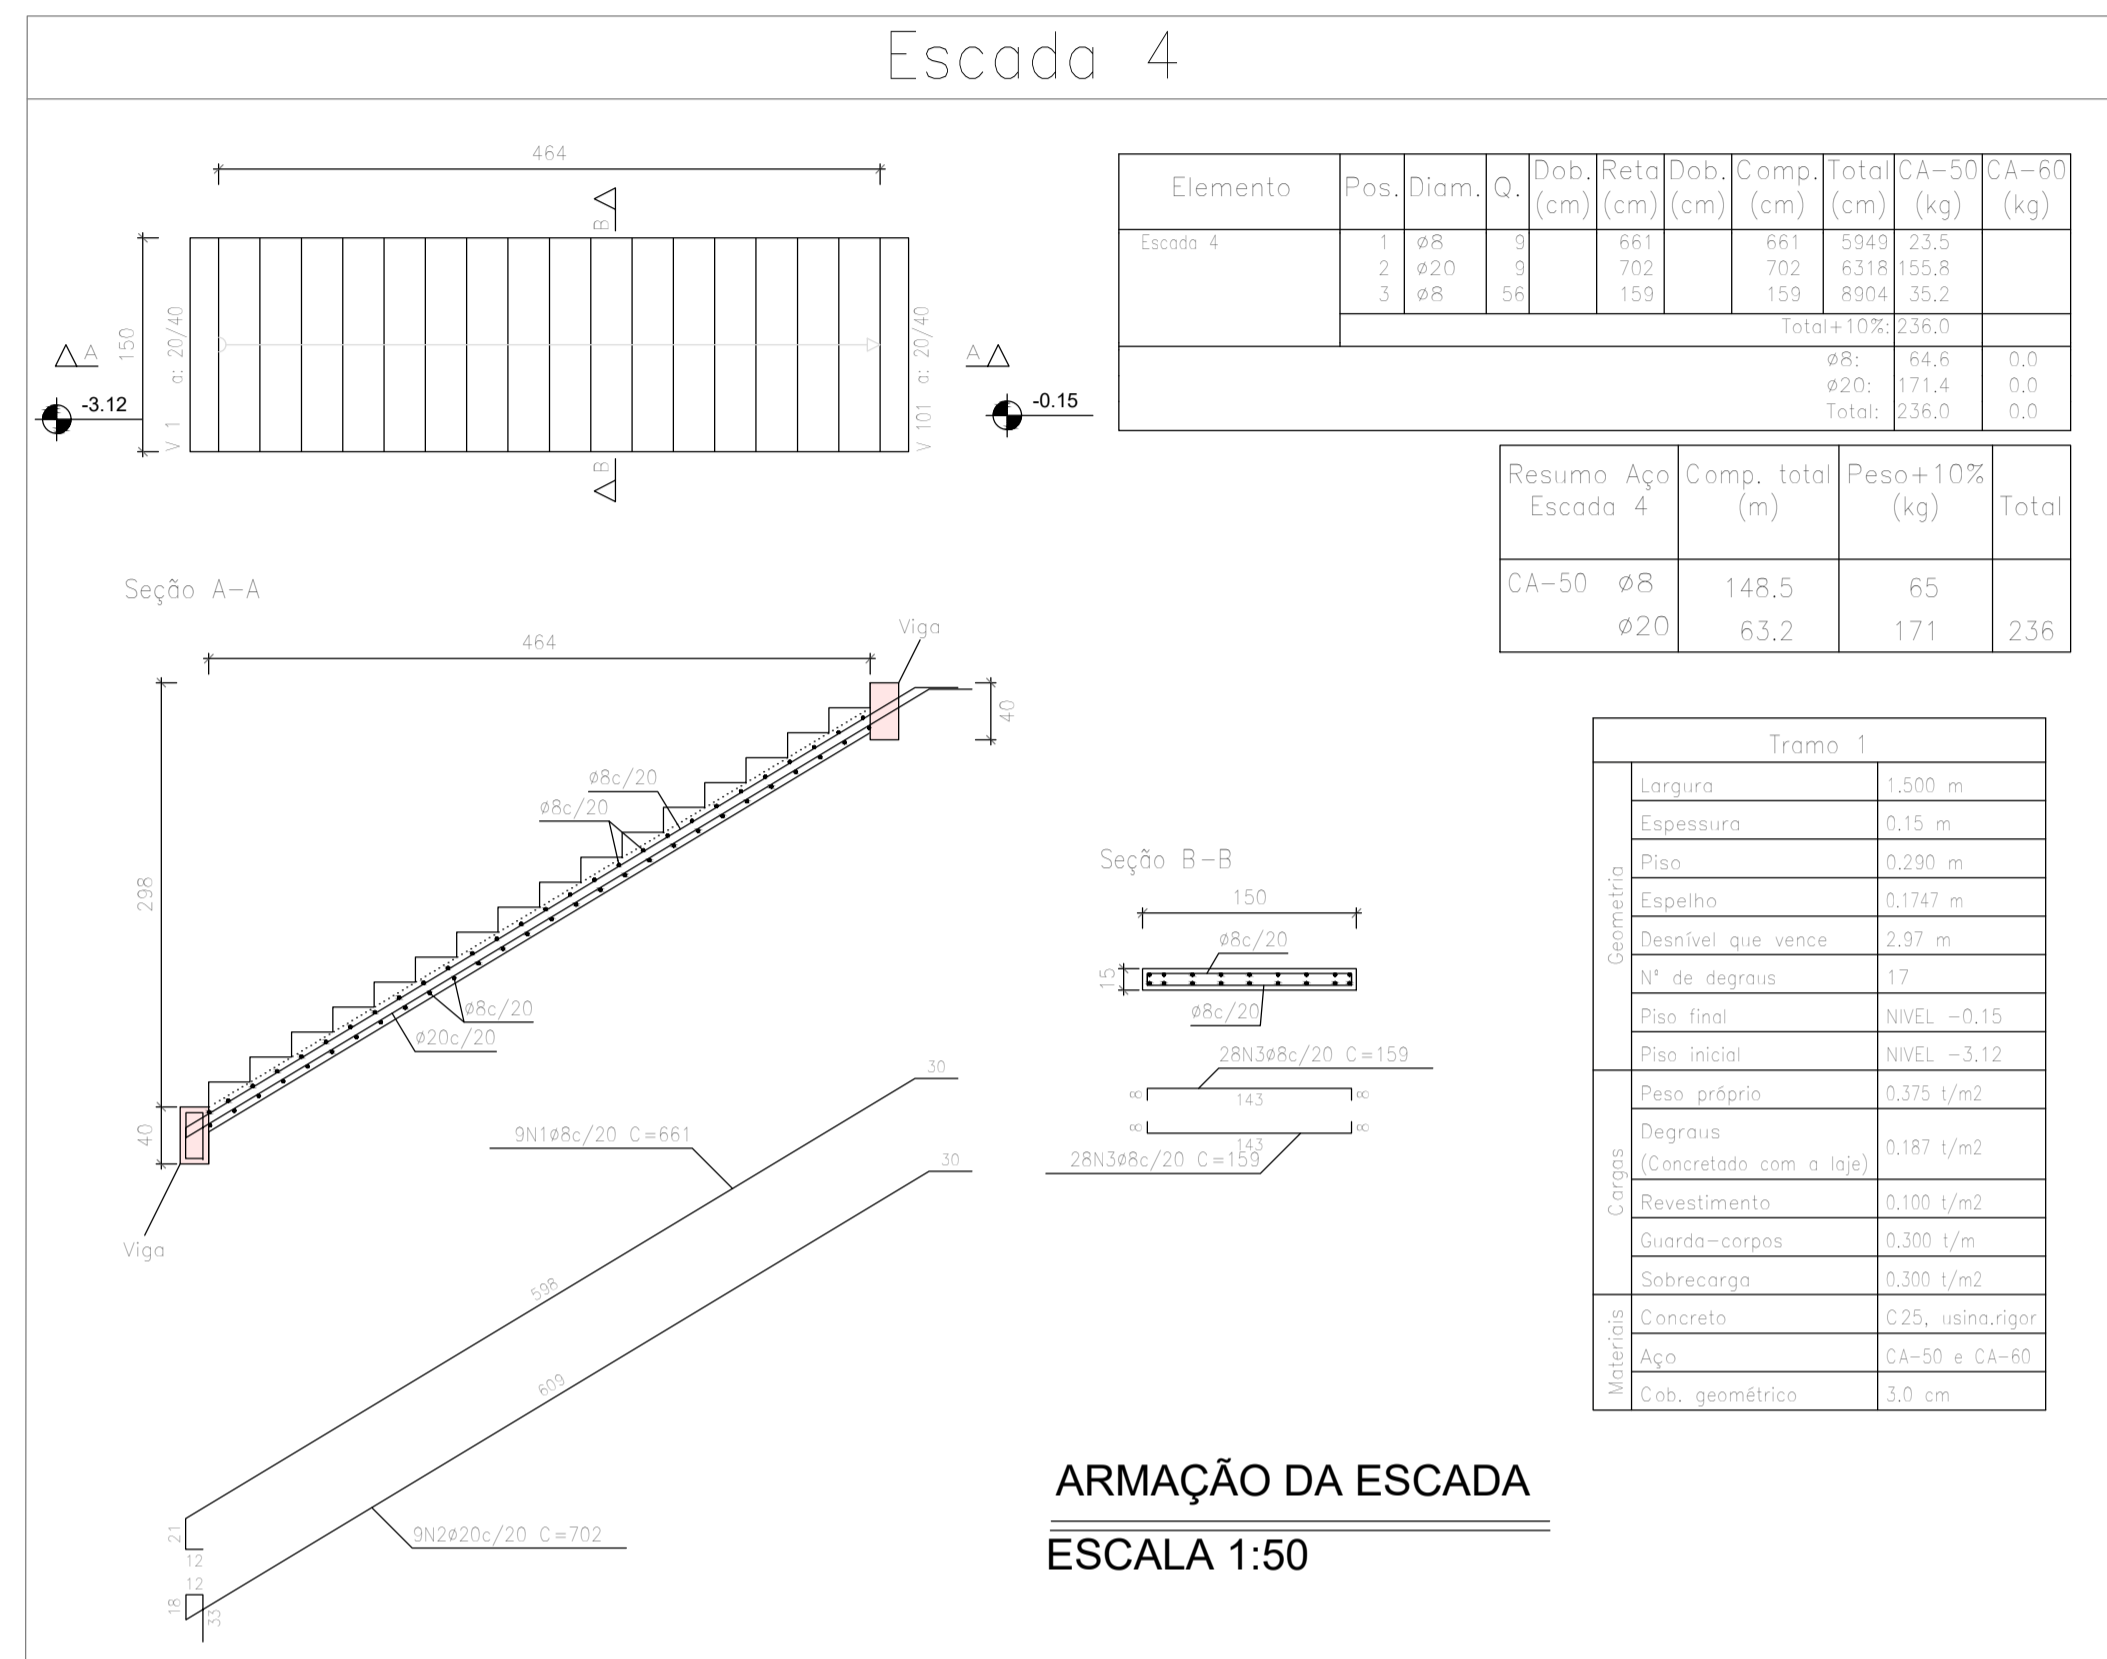 Escada 4
464
B
150
V 1 a: 20/40
V 101 a: 20/40
A
A
-3.12
-0.15
B
Elemento Pos. Diam. Q. Dob. (cm) Reta (cm) Dob. (cm) Comp. (cm) Total (cm) CA-50 (kg) CA-60 (kg)
Escada 4 1 ø8 9 661 661 5949 23.5
2 ø20 9 702 702 6318 155.8
3 ø8 56 159 159 8904 35.2
Total+10%: 236.0
ø8: 64.6 0.0
ø20: 171.4 0.0
Total: 236.0 0.0
Resumo Aço Escada 4 Comp. total (m) Peso+10% (kg) Total
CA-50 ø8 148.5 65
ø20 63.2 171 236
Seção A-A
464
Viga
40
298
40
ø8c/20
ø8c/20
ø8c/20
ø20c/20
Viga
Seção B-B
150
ø8c/20
15
ø8c/20
28N3ø8c/20 C=159
8 143 8
8 143 8
28N3ø8c/20 C=159
30
9N1ø8c/20 C=661
598
21
12
30
609
9N2ø20c/20 C=702
12
18
33
Tramo 1
Geometria
Largura 1.500 m
Espessura 0.15 m
Piso 0.290 m
Espelho 0.1747 m
Desnível que vence 2.97 m
Nº de degraus 17
Piso final NIVEL -0.15
Piso inicial NIVEL -3.12
Cargas
Peso próprio 0.375 t/m2
Degraus
(Concretado com a laje) 0.187 t/m2
Revestimento 0.100 t/m2
Guarda-corpos 0.300 t/m
Sobrecarga 0.300 t/m2
Materiais
Concreto C25, usina.rigor
Aço CA-50 e CA-60
Cob. geométrico 3.0 cm
ARMAÇÃO DA ESCADA
ESCALA 1:50